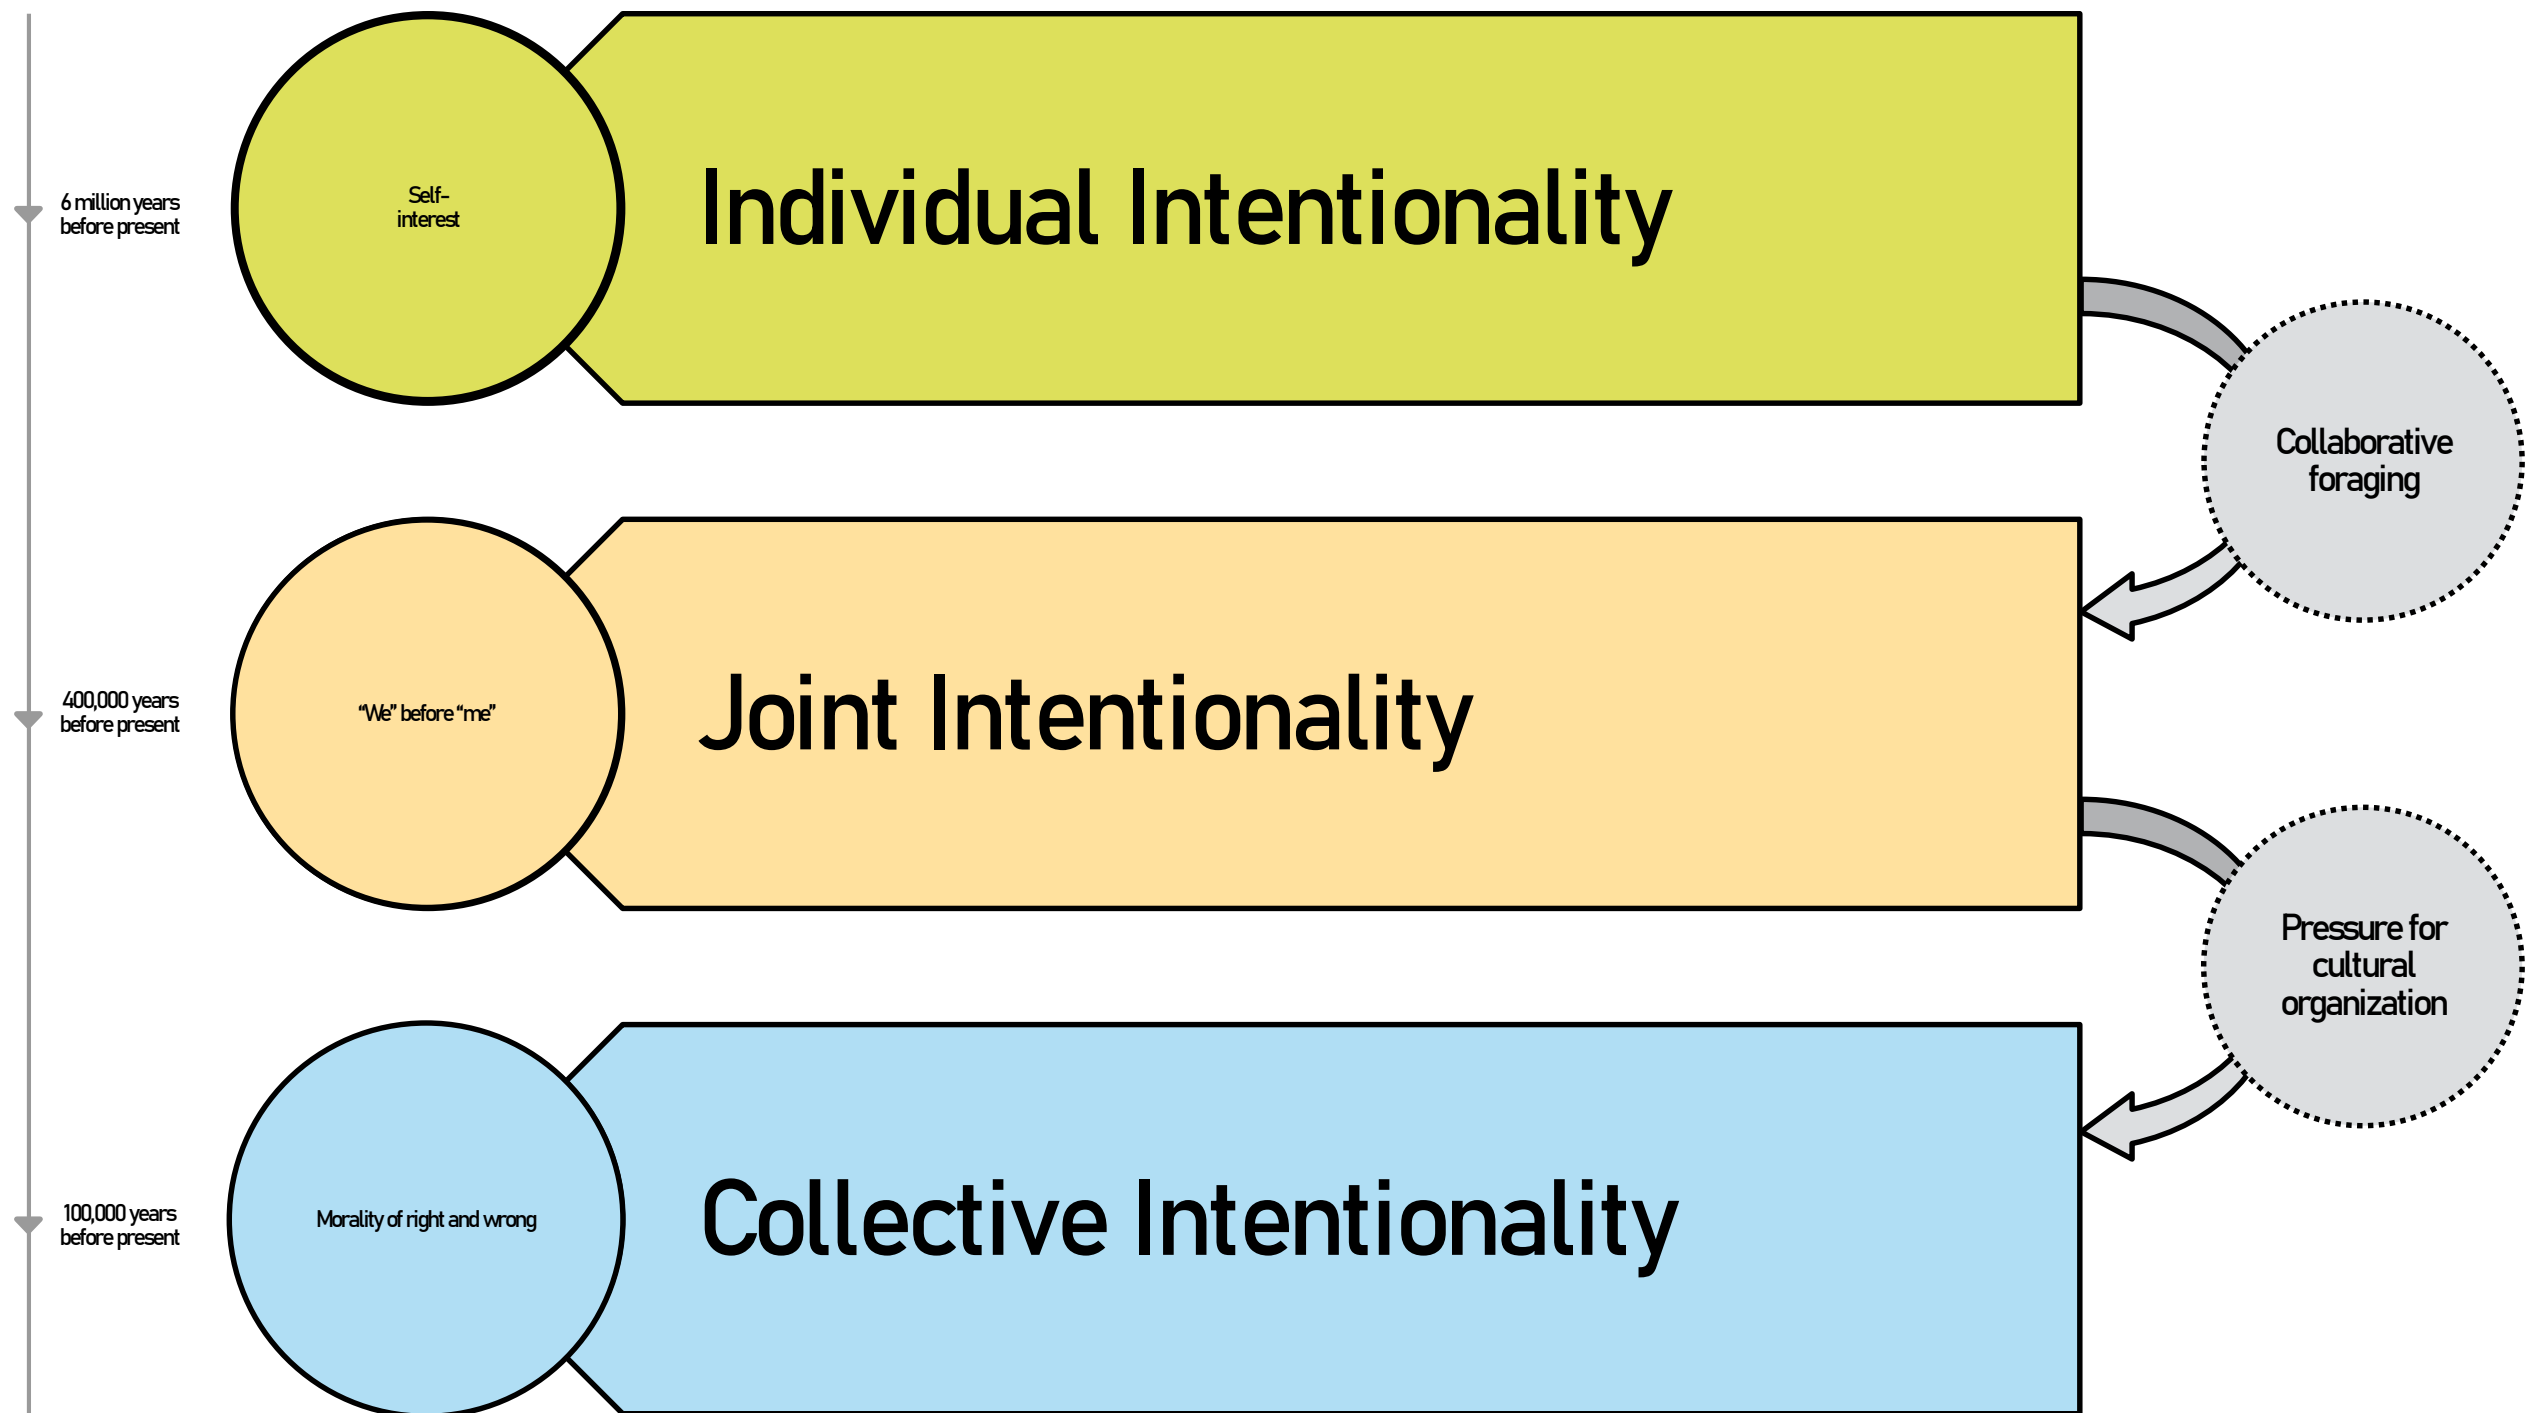 6 million years
before present
Self-
interest
Individual Intentionality
Collaborative
foraging
400,000 years
before present
“We” before “me”
Joint Intentionality
Pressure for
cultural
organization
100,000 years
before present
Morality of right and wrong
Collective Intentionality